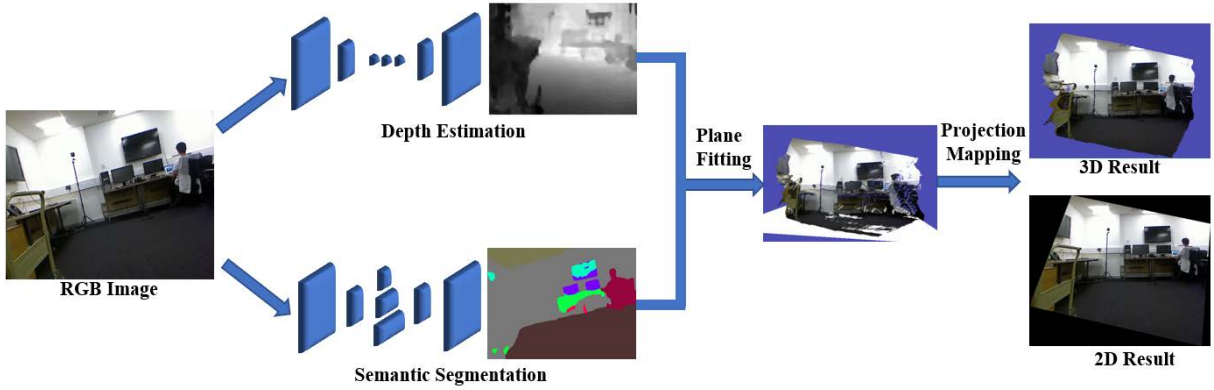 RGB Image
Depth Estimation
Semantic Segmentation
Plane
Fitting
Projection
Mapping
3D Result
2D Result